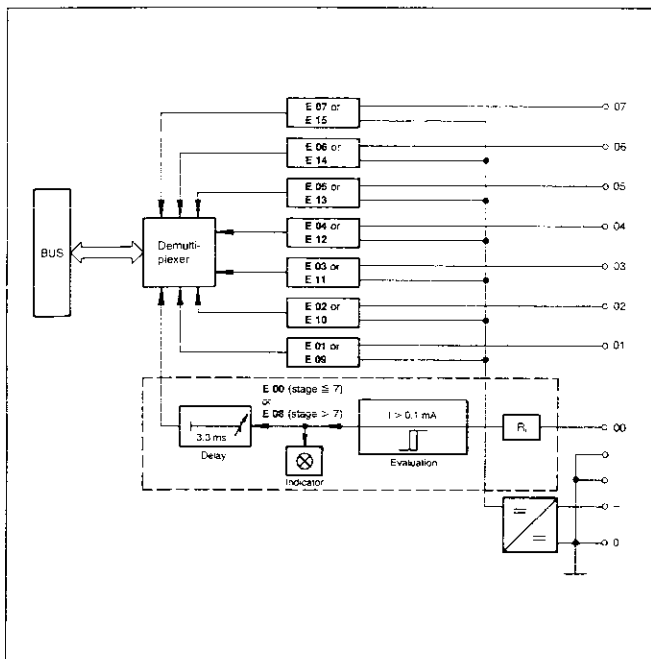 E 07 or
E 15
07
E 06 or
E 14
06
E 05 or
E 13
05
BUS
Demulti-
plexer
E 04 or
E 12
04
E 03 or
E 11
03
E 02 or
E 10
02
E 01 or
E 09
01
E 00 (stage ≦ 7)
or
E 08 (stage > 7)
I > 0.1 mA
3.3 ms
Delay
Indicator
Evaluation
00
–
0